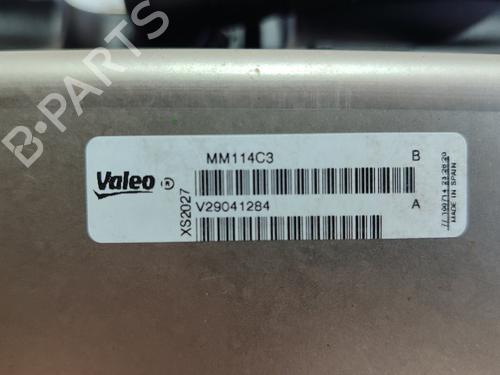 B-PARTS
MM114C3 B
Valeo ®
V29041284 A
XS2027
MADE IN SPAIN